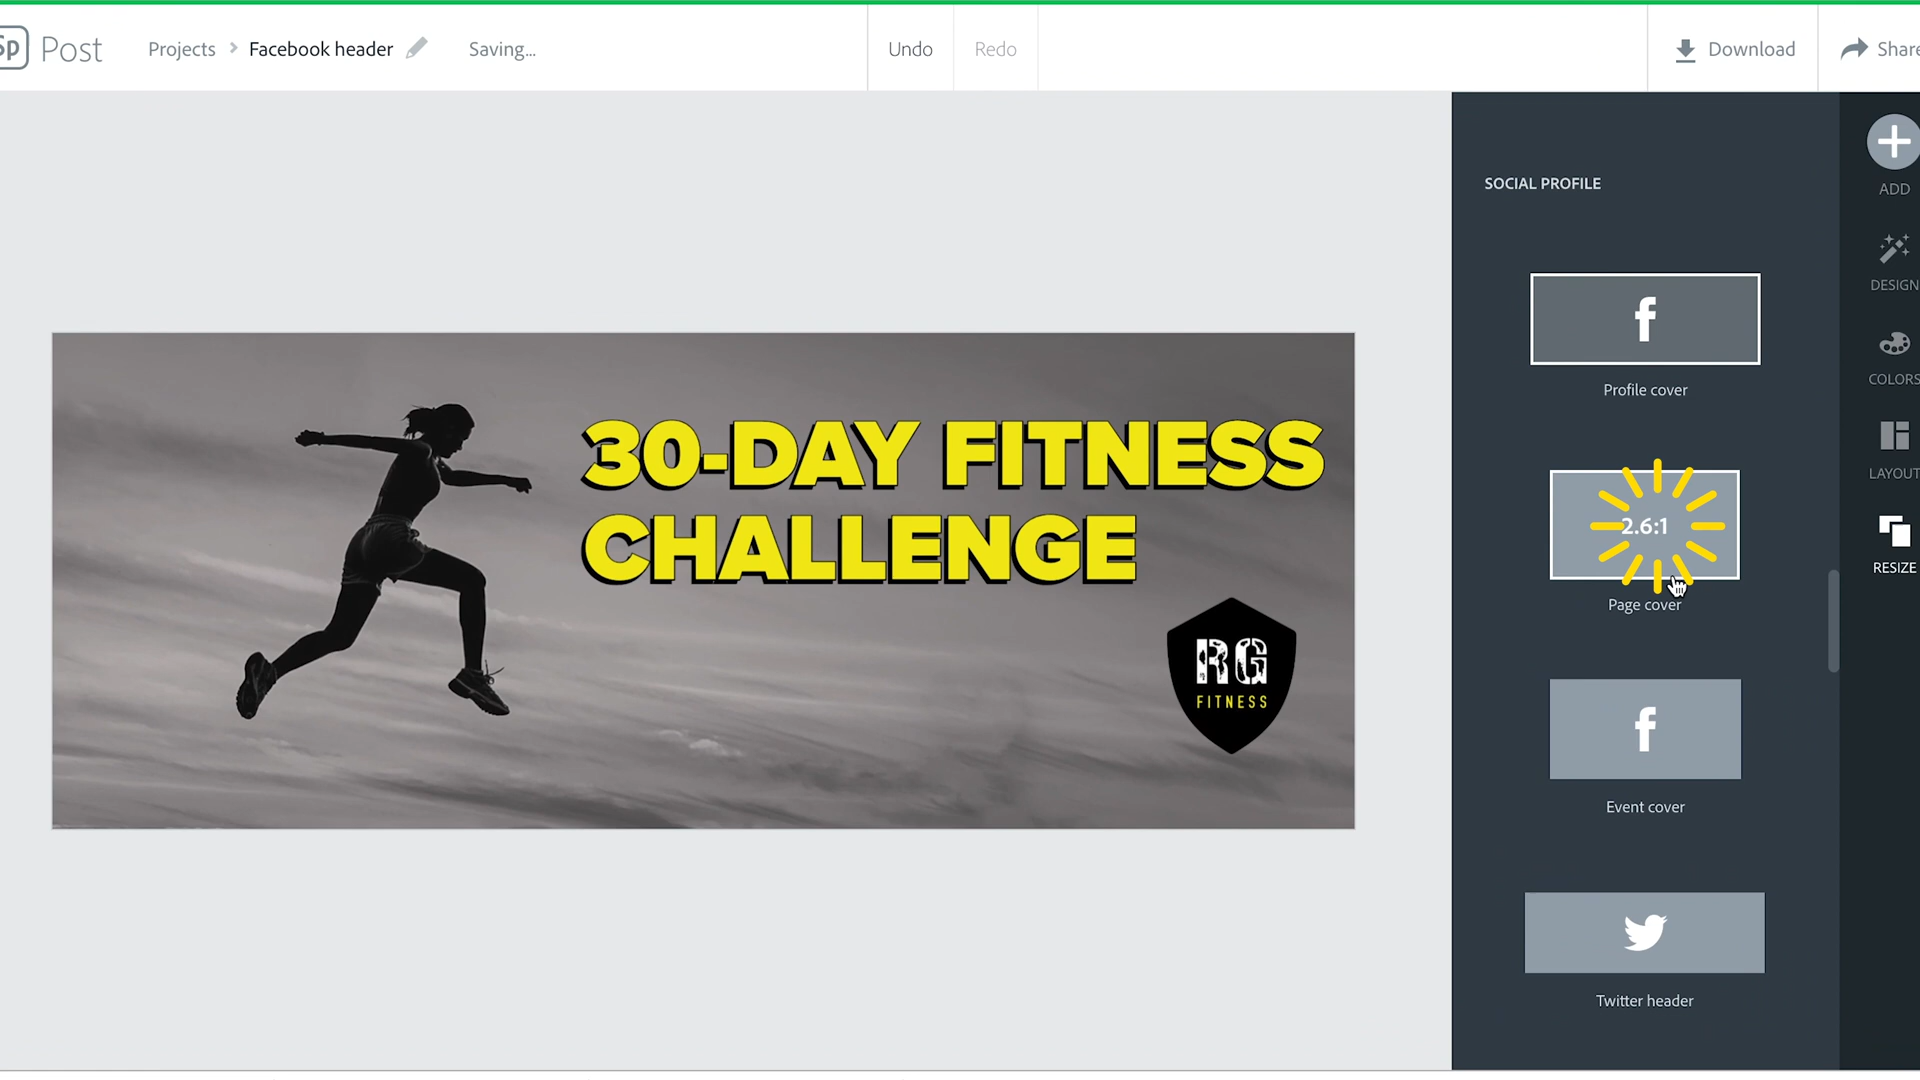 Sp Post
Projects > Facebook header
Saving...
Undo
Redo
Download
Share
SOCIAL PROFILE
Profile cover
2.6:1
Page cover
Event cover
Twitter header
ADD
DESIGN
COLORS
LAYOUT
RESIZE
30-DAY FITNESS
CHALLENGE
RG
FITNESS